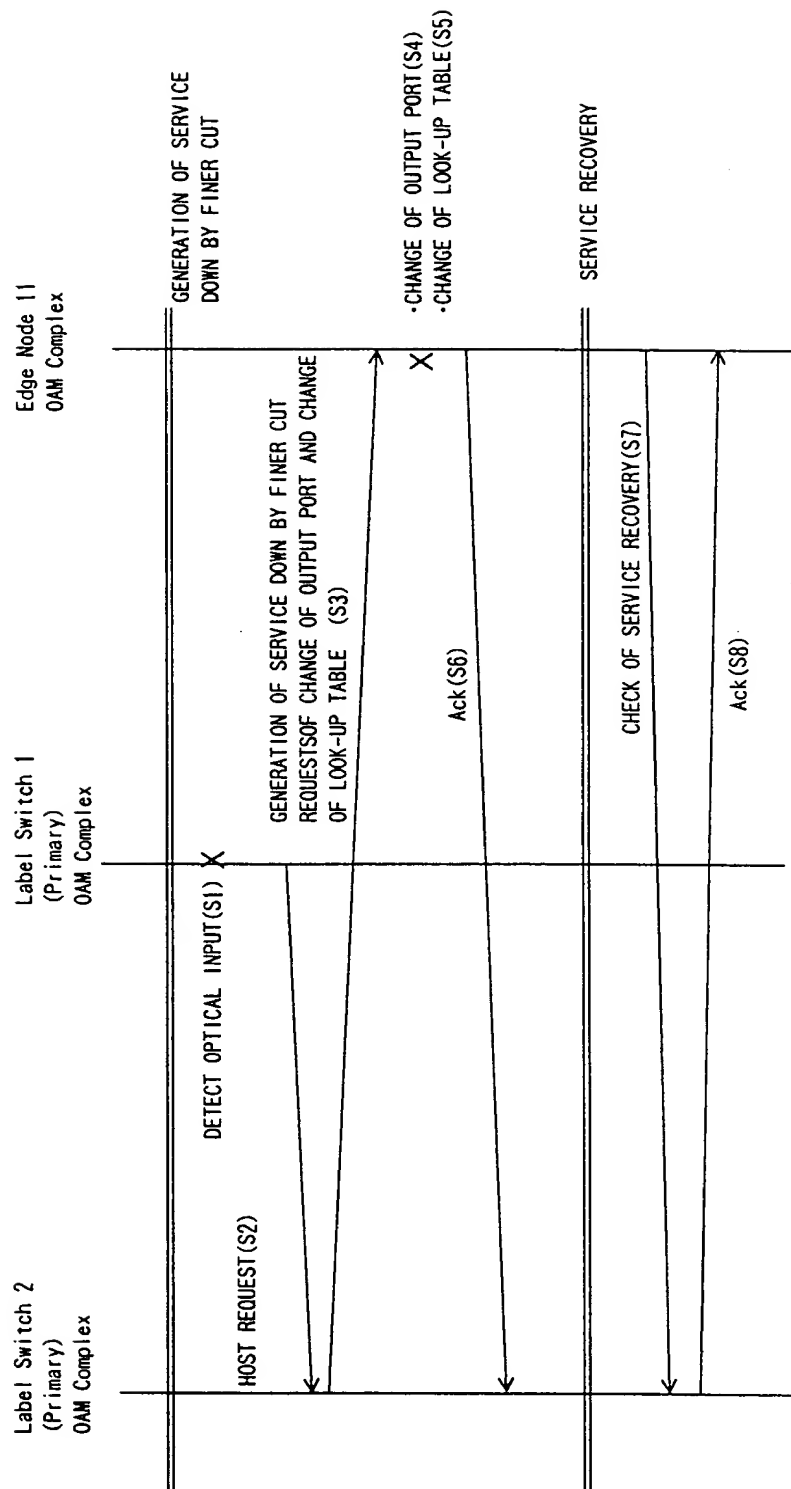 Label Switch 2
(Primary)
OAM Complex
Label Switch 1
(Primary)
OAM Complex
Edge Node 11
OAM Complex
GENERATION OF SERVICE
DOWN BY FINER CUT
DETECT OPTICAL INPUT(S1)
HOST REQUEST(S2)
GENERATION OF SERVICE DOWN BY FINER CUT
REQUESTSOF CHANGE OF OUTPUT PORT AND CHANGE
OF LOOK-UP TABLE (S3)
·CHANGE OF OUTPUT PORT(S4)
·CHANGE OF LOOK-UP TABLE(S5)
Ack(S6)
SERVICE RECOVERY
CHECK OF SERVICE RECOVERY(S7)
Ack(S8)